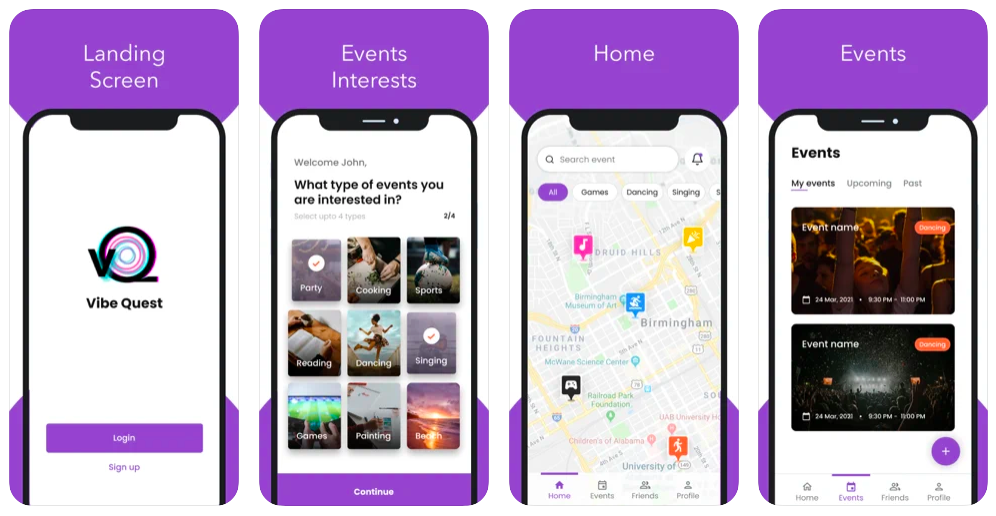 Landing
Screen
VQ
Vibe Quest
Login
Sign up
Events
Interests
Welcome John,
What type of events you
are interested in?
Select upto 4 types
2/4
Party
Cooking
Sports
Reading
Dancing
Singing
Games
Painting
Beach
Continue
Home
Search event
All
Games
Dancing
Singing
S
17th St N
DRUID HILLS
Birmingham
Museum of Art
Birmingham
FOUNTAIN
HEIGHTS
McWane Science Center
Railroad Park
Foundation
UAB University Ho
Children's of Alabama
University of
Home
Events
Friends
Profile
Events
Events
My events
Upcoming
Past
Event name
Dancing
24 Mar, 2021 • 9:30 PM - 11:00 PM
Event name
Dancing
24 Mar, 2021 • 9:30 PM - 11:00 PM
+
Home
Events
Friends
Profile